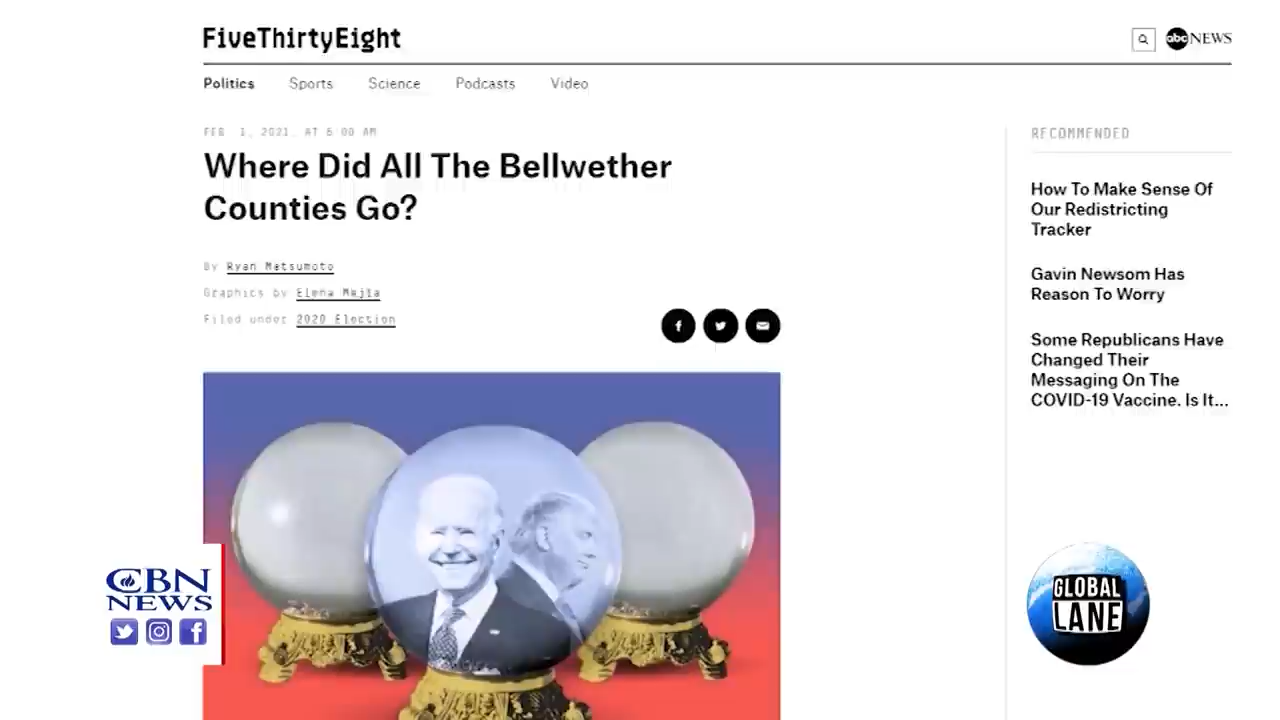 FiveThirtyEight
abc NEWS
Politics Sports Science Podcasts Video
FEB. 1, 2021, AT 6:00 AM
Where Did All The Bellwether
Counties Go?
By Ryan Matsumoto
Graphics by Elena Mejía
Filed under 2020 Election
RECOMMENDED
How To Make Sense Of
Our Redistricting
Tracker
Gavin Newsom Has
Reason To Worry
Some Republicans Have
Changed Their
Messaging On The
COVID-19 Vaccine. Is It...
CBN
NEWS
GLOBAL
LANE